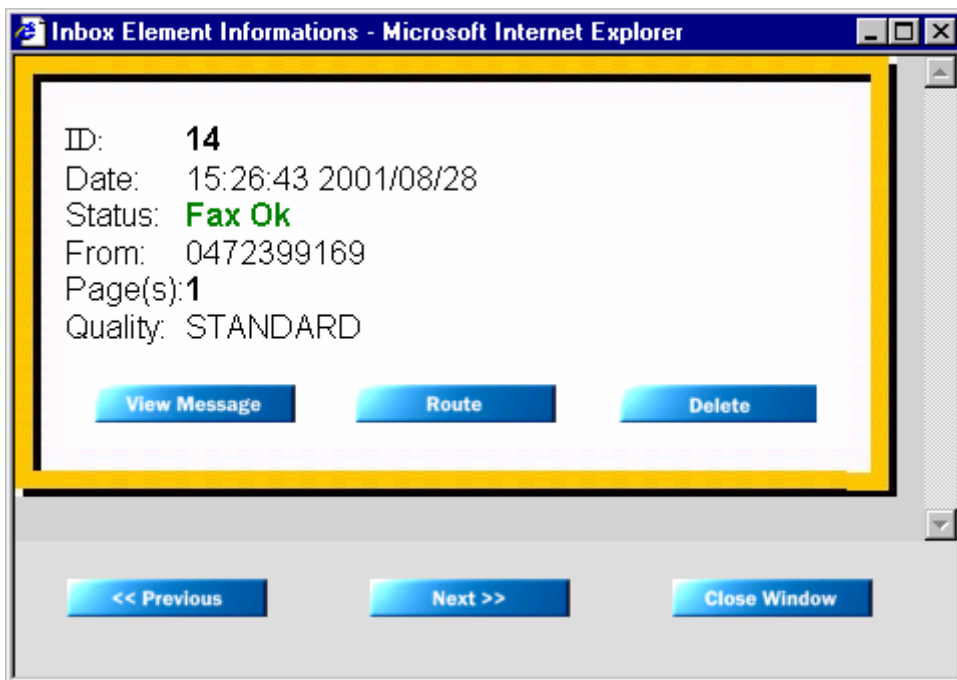 Inbox Element Informations - Microsoft Internet Explorer
ID: 14
Date: 15:26:43 2001/08/28
Status: Fax Ok
From: 0472399169
Page(s):1
Quality: STANDARD
View Message Route Delete
<< Previous Next >> Close Window